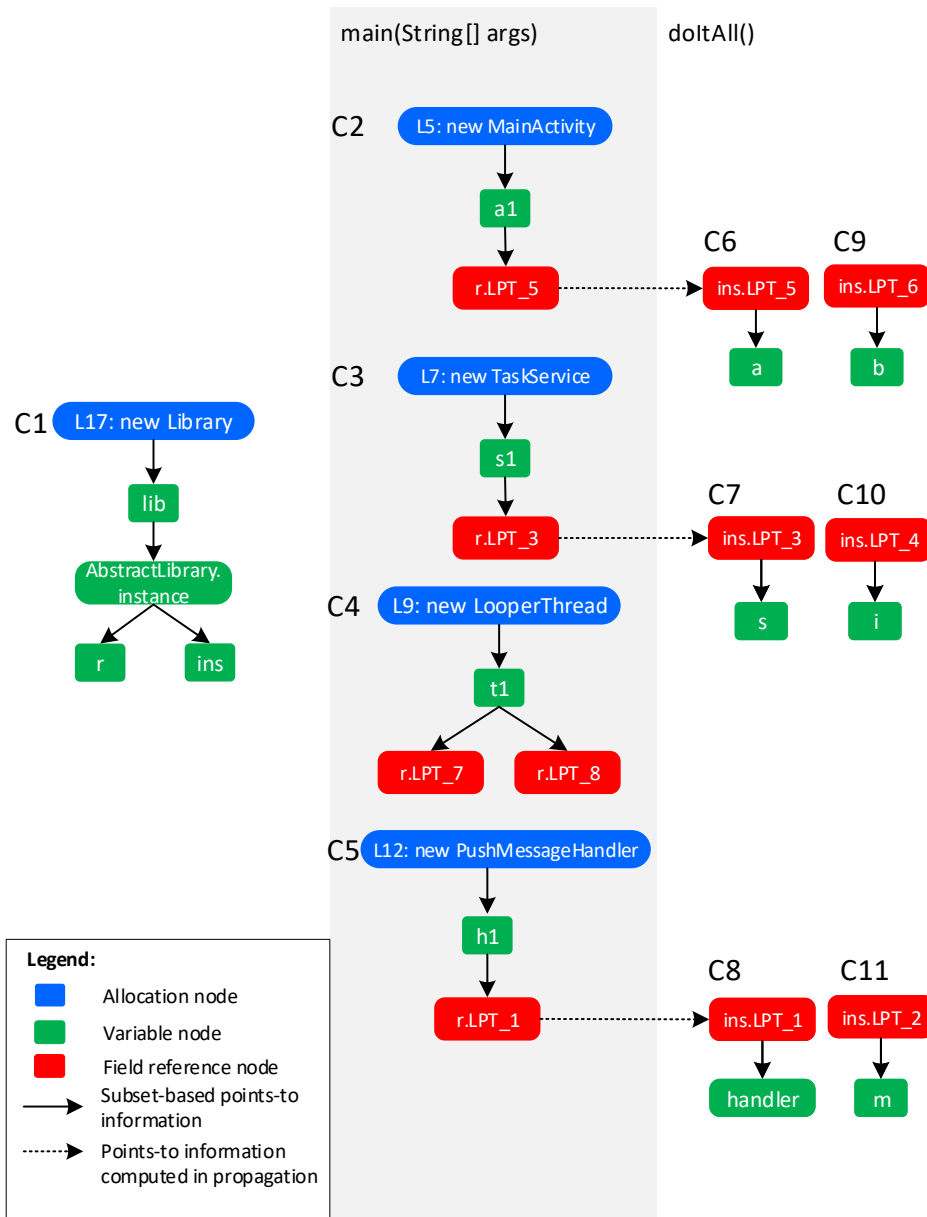 main(String[] args)
doItAll()
C2
L5: new MainActivity
a1
r.LPT_5
C6
ins.LPT_5
a
C9
ins.LPT_6
b
C3
L7: new TaskService
s1
r.LPT_3
C1
L17: new Library
lib
AbstractLibrary.
instance
r
ins
C7
ins.LPT_3
s
C10
ins.LPT_4
i
C4
L9: new LooperThread
t1
r.LPT_7
r.LPT_8
C5
L12: new PushMessageHandler
h1
r.LPT_1
C8
ins.LPT_1
handler
C11
ins.LPT_2
m
Legend:
Allocation node
Variable node
Field reference node
Subset-based points-to
information
Points-to information
computed in propagation